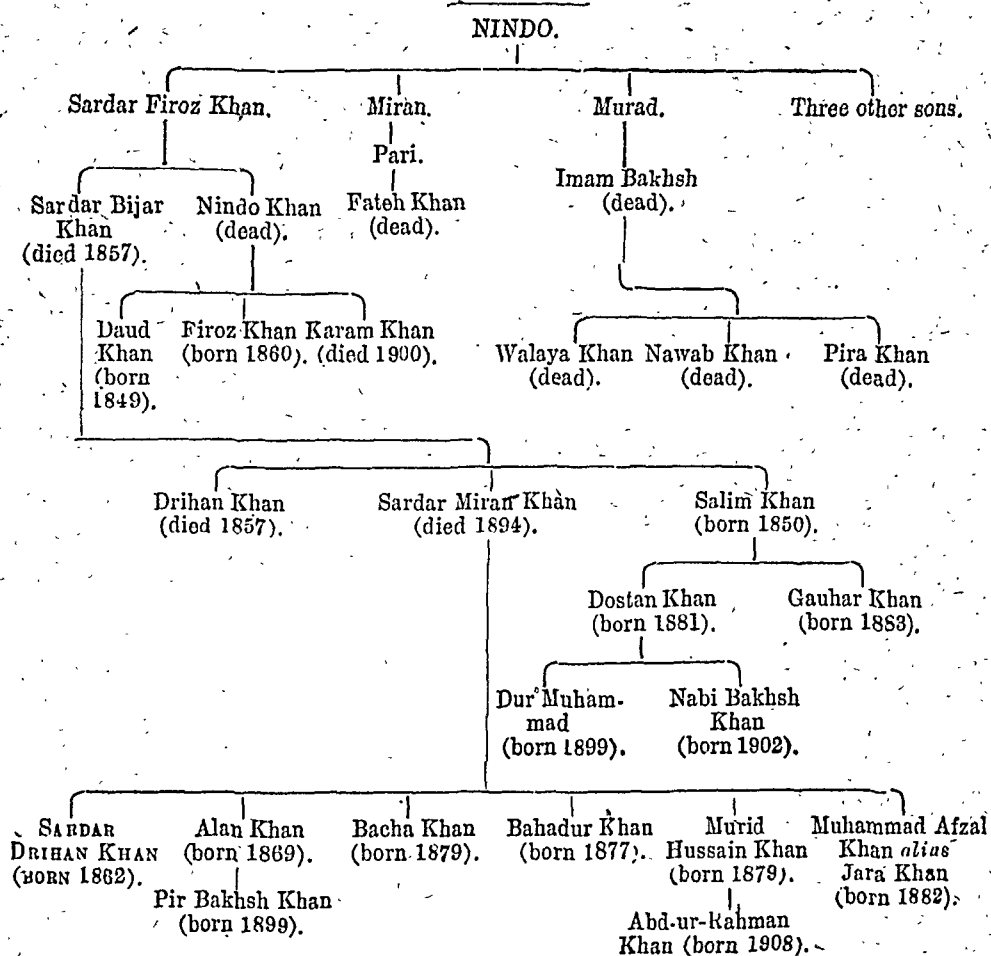 NINDO.
Sardar Firoz Khan. Miran. Murad. Three other sons.
Pari.
Imam Bakhsh
(dead).
Sardar Bijar
Khan
(died 1857).
Nindo Khan
(dead).
Fateh Khan
(dead).
Daud
Khan
(born
1849).
Firoz Khan
(born 1860).
Karam Khan
(died 1900).
Walaya Khan
(dead).
Nawab Khan
(dead).
Pira Khan
(dead).
Drihan Khan
(died 1857).
Sardar Miran Khan
(died 1894).
Salim Khan
(born 1850).
Dostan Khan
(born 1881).
Gauhar Khan
(born 1883).
Dur Muham-
mad
(born 1899).
Nabi Bakhsh
Khan
(born 1902).
SARDAR
DRIHAN KHAN
(BORN 1862).
Alan Khan
(born 1869).
Pir Bakhsh Khan
(born 1899).
Bacha Khan
(born 1879).
Bahadur Khan
(born 1877).
Murid
Hussain Khan
(born 1879).
Abd-ur-Rahman
Khan (born 1908).
Muhammad Afzal
Khan alias
Jara Khan
(born 1882).